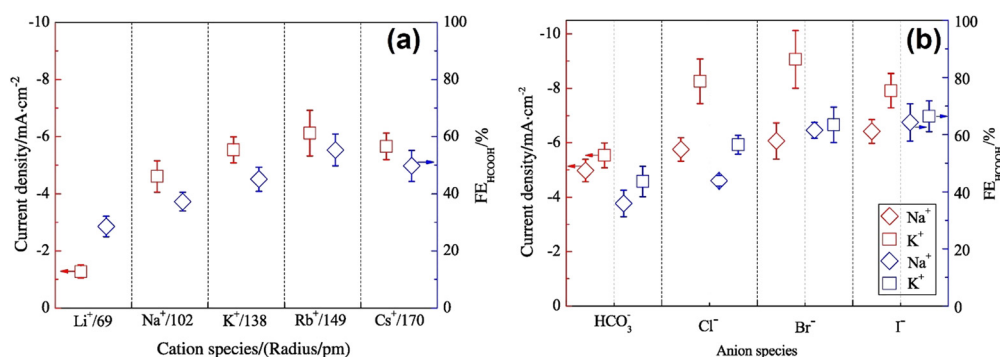 (a)
Current density/mA·cm⁻²
-10
-8
-6
-4
-2
0
100
80
60
40
20
0
FE_HCOOH/%
Li⁺/69 Na⁺/102 K⁺/138 Rb⁺/149 Cs⁺/170
Cation species/(Radius/pm)
(b)
Current density/mA·cm⁻²
-10
-8
-6
-4
-2
0
100
80
60
40
20
0
FE_HCOOH/%
Na⁺
K⁺
Na⁺
K⁺
HCO₃⁻ Cl⁻ Br⁻ I⁻
Anion species